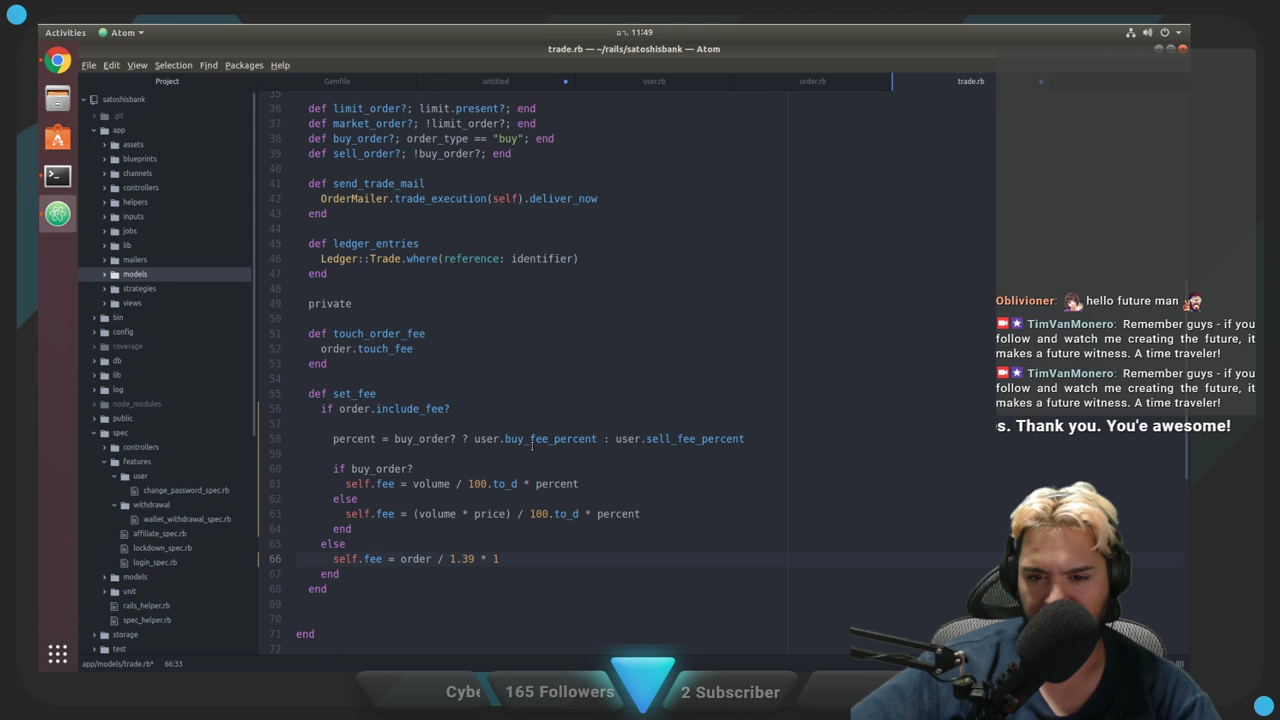 Activities
Atom
อา. 11:49
trade.rb — ~/rails/satoshisbank — Atom
File Edit View Selection Find Packages Help
Project
Gemfile
untitled
user.rb
order.rb
trade.rb
satoshisbank
.git
app
assets
blueprints
channels
controllers
helpers
inputs
jobs
lib
mailers
models
strategies
views
bin
config
coverage
db
lib
log
node_modules
public
spec
controllers
features
user
change_password_spec.rb
withdrawal
wallet_withdrawal_spec.rb
affiliate_spec.rb
lockdown_spec.rb
login_spec.rb
models
unit
rails_helper.rb
spec_helper.rb
storage
test
35
36 def limit_order?; limit.present?; end
37 def market_order?; !limit_order?; end
38 def buy_order?; order_type == "buy"; end
39 def sell_order?; !buy_order?; end
40
41 def send_trade_mail
42 OrderMailer.trade_execution(self).deliver_now
43 end
44
45 def ledger_entries
46 Ledger::Trade.where(reference: identifier)
47 end
48
49 private
50
51 def touch_order_fee
52 order.touch_fee
53 end
54
55 def set_fee
56 if order.include_fee?
57
58 percent = buy_order? ? user.buy_fee_percent : user.sell_fee_percent
59
60 if buy_order?
61 self.fee = volume / 100.to_d * percent
62 else
63 self.fee = (volume * price) / 100.to_d * percent
64 end
65 else
66 self.fee = order / 1.39 * 1
67 end
68 end
69
70
71 end
72
app/models/trade.rb* 66:33
(0)
Oblivioner: hello future man
TimVanMonero: Remember guys - if you
follow and watch me creating the future, it
makes a future witness. A time traveler!
TimVanMonero: Remember guys - if you
follow and watch me creating the future, it
makes a future witness. A time traveler!
s. Thank you. You'e awesome!
Cybe
165 Followers
2 Subscriber